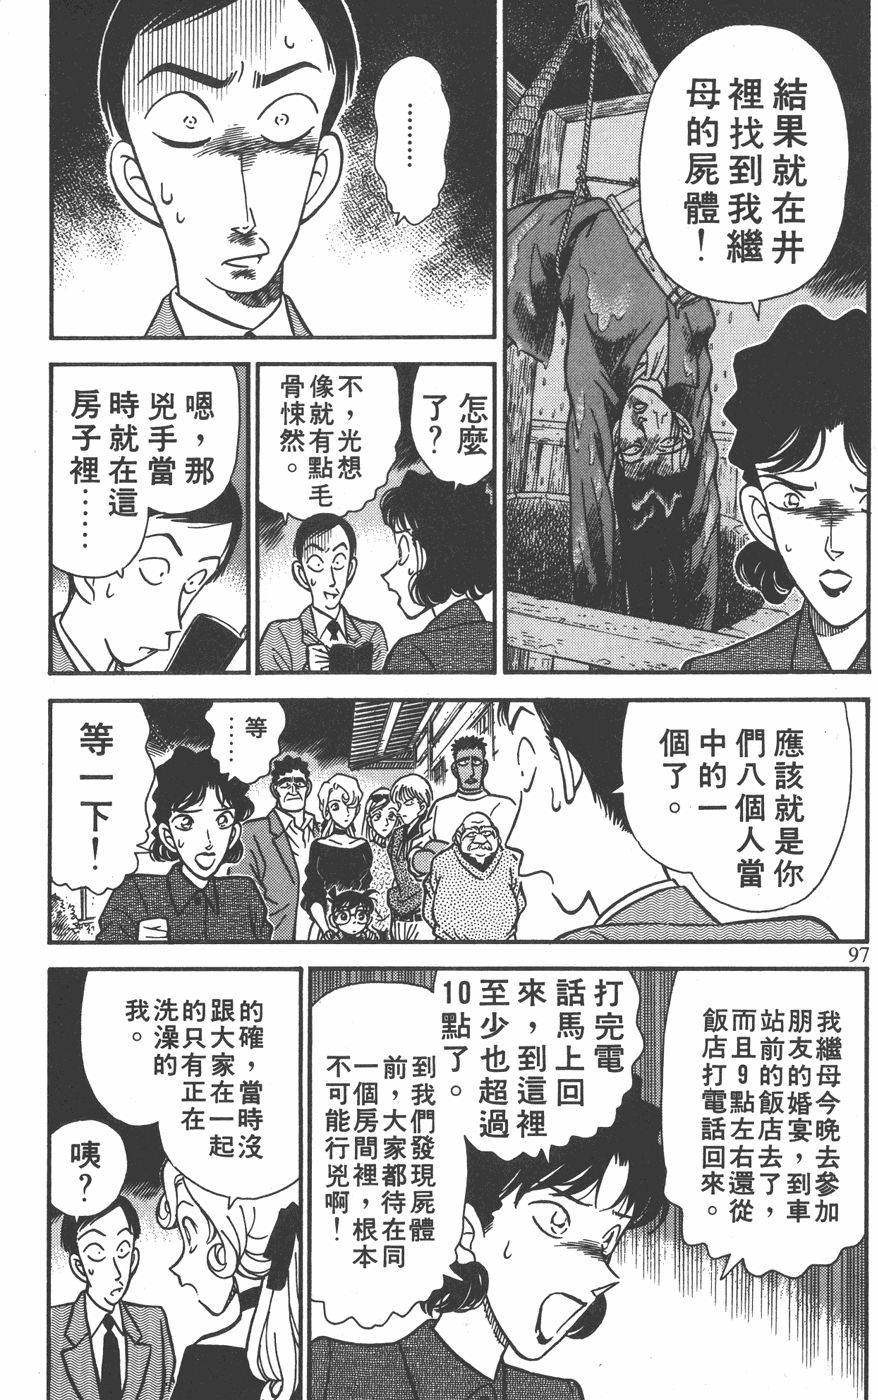 結果就在井
裡找到我繼
母的屍體！
⋯⋯
怎麼
了？
不，光想
像就有點毛
骨悚然。
嗯，那
兇手當
時就在這
房子裡⋯⋯
應該就是你
們八個人當
中的一
個了。
等
⋯⋯
等一下！
97
我繼母今晚去參加
朋友的婚宴，到車
站前的飯店去了，
而且9點左右還從
飯店打電話回來。
打完電
話馬上回
來，到這裡
至少也超過
10點了。
到我們發現屍體
前，大家都待在同
一個房間裡，根本
不可能行兇啊！
的確，當時沒
跟大家在一起
的只有正在
洗澡的
我。
咦？